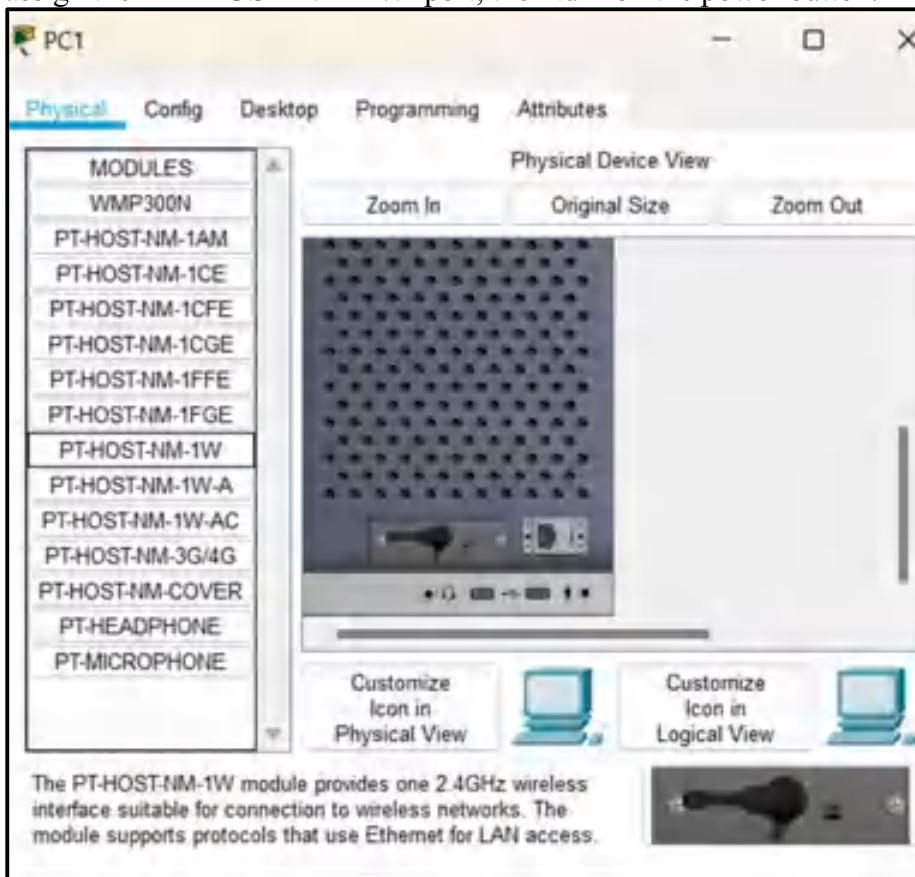 PC1
Physical Config Desktop Programming Attributes
MODULES
WMP300N
PT-HOST-NM-1AM
PT-HOST-NM-1CE
PT-HOST-NM-1CFE
PT-HOST-NM-1CGE
PT-HOST-NM-1FFE
PT-HOST-NM-1FGE
PT-HOST-NM-1W
PT-HOST-NM-1W-A
PT-HOST-NM-1W-AC
PT-HOST-NM-3G/4G
PT-HOST-NM-COVER
PT-HEADPHONE
PT-MICROPHONE
Physical Device View
Zoom In Original Size Zoom Out
Customize
Icon in
Physical View
Customize
Icon in
Logical View
The PT-HOST-NM-1W module provides one 2.4GHz wireless
interface suitable for connection to wireless networks. The
module supports protocols that use Ethernet for LAN access.